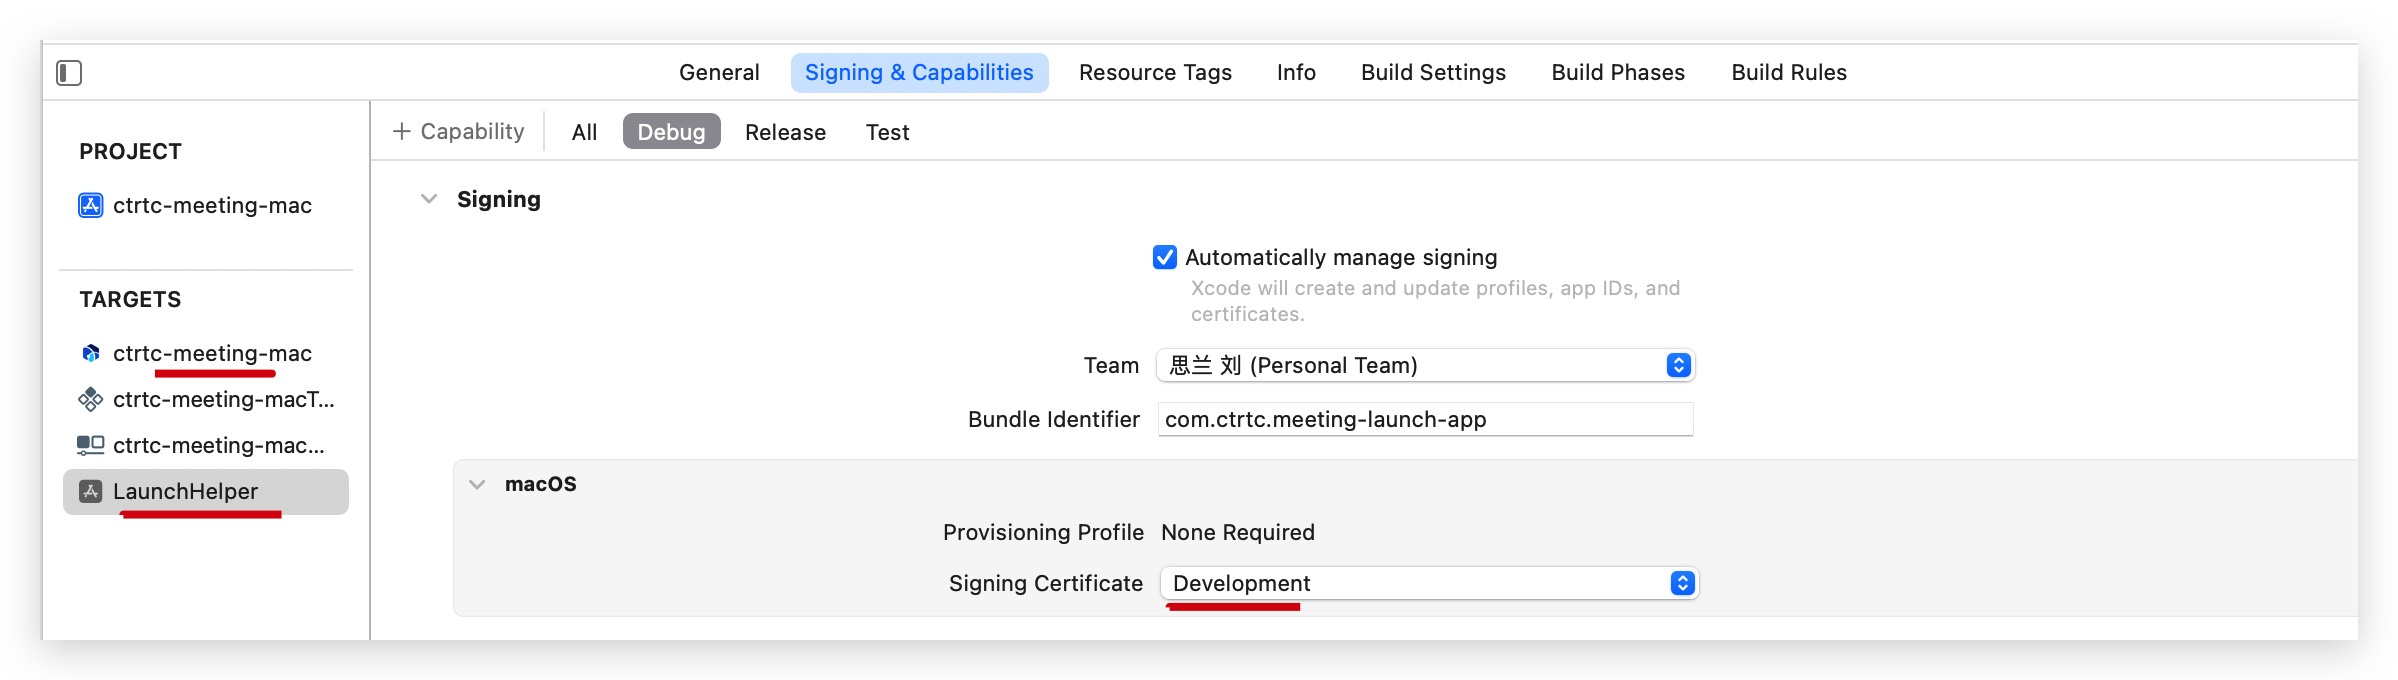 General Signing & Capabilities Resource Tags Info Build Settings Build Phases Build Rules
PROJECT
ctrtc-meeting-mac
TARGETS
ctrtc-meeting-mac
ctrtc-meeting-macT...
ctrtc-meeting-mac...
LaunchHelper
+ Capability All Debug Release Test
Signing
Automatically manage signing
Xcode will create and update profiles, app IDs, and
certificates.
Team 思兰 刘 (Personal Team)
Bundle Identifier com.ctrtc.meeting-launch-app
macOS
Provisioning Profile None Required
Signing Certificate Development